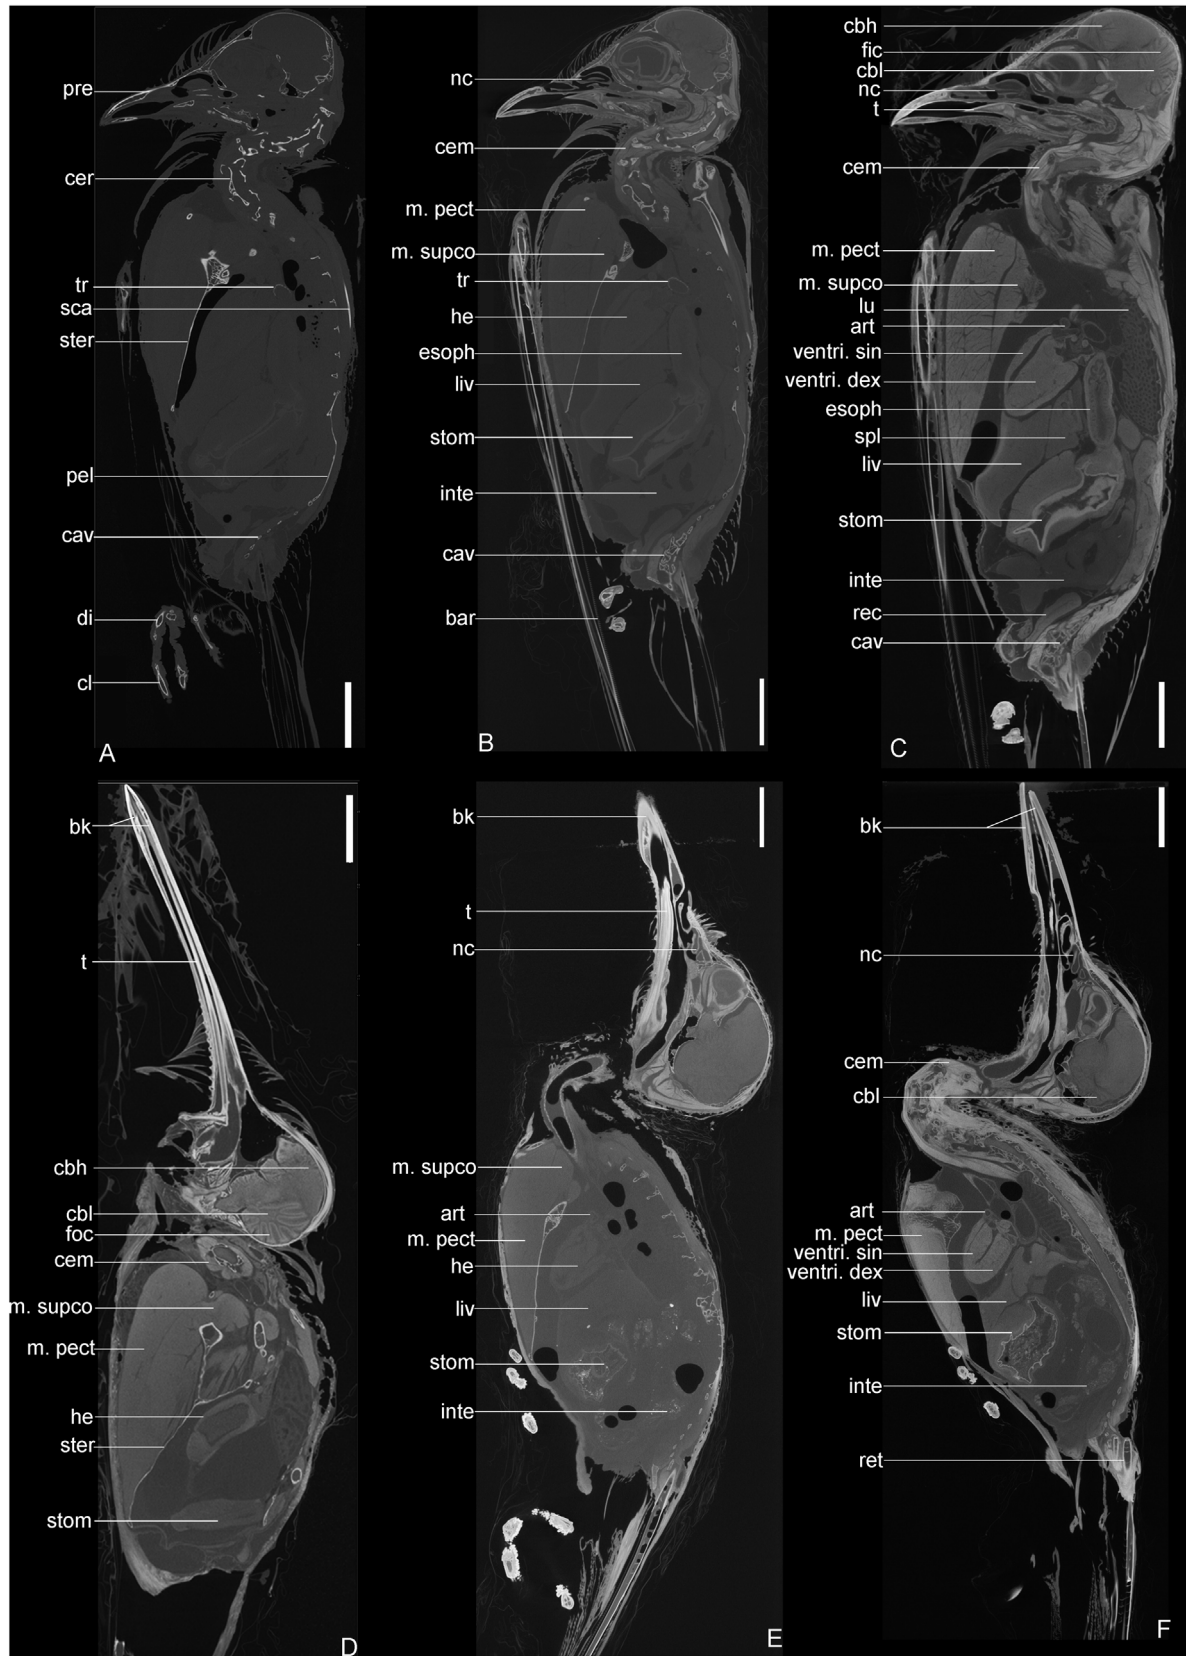 pre
cer
tr
sca
ster
pel
cav
di
cl
A
nc
cem
m. pect
m. supco
tr
he
esoph
liv
stom
inte
cav
bar
B
cbh
fic
cbl
nc
t
cem
m. pect
m. supco
lu
art
ventri. sin
ventri. dex
esoph
spl
liv
stom
inte
rec
cav
C
bk
t
cbh
cbl
foc
cem
m. supco
m. pect
he
ster
stom
D
bk
t
nc
m. supco
art
m. pect
he
liv
stom
inte
E
bk
nc
cem
cbl
art
m. pect
ventri. sin
ventri. dex
liv
stom
inte
ret
F